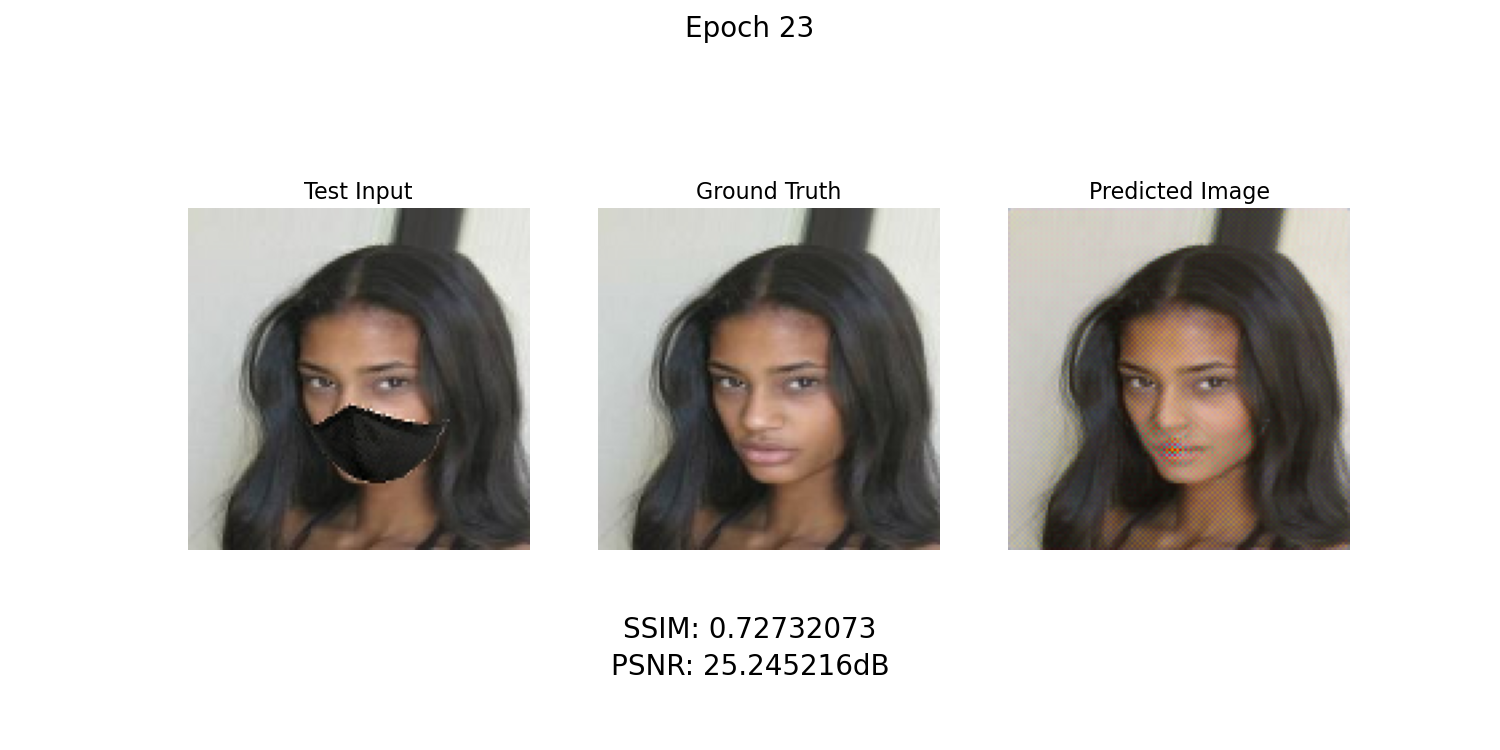 Epoch 23
Test Input
Ground Truth
Predicted Image
SSIM: 0.72732073
PSNR: 25.245216dB